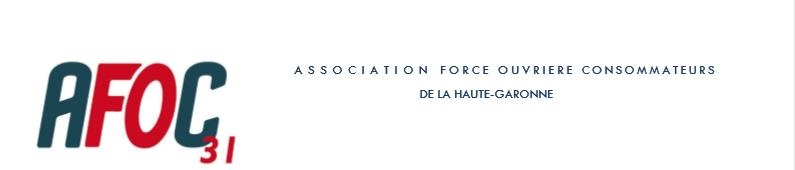 AFOC
31
ASSOCIATION FORCE OUVRIERE CONSOMMATEURS
DE LA HAUTE-GARONNE